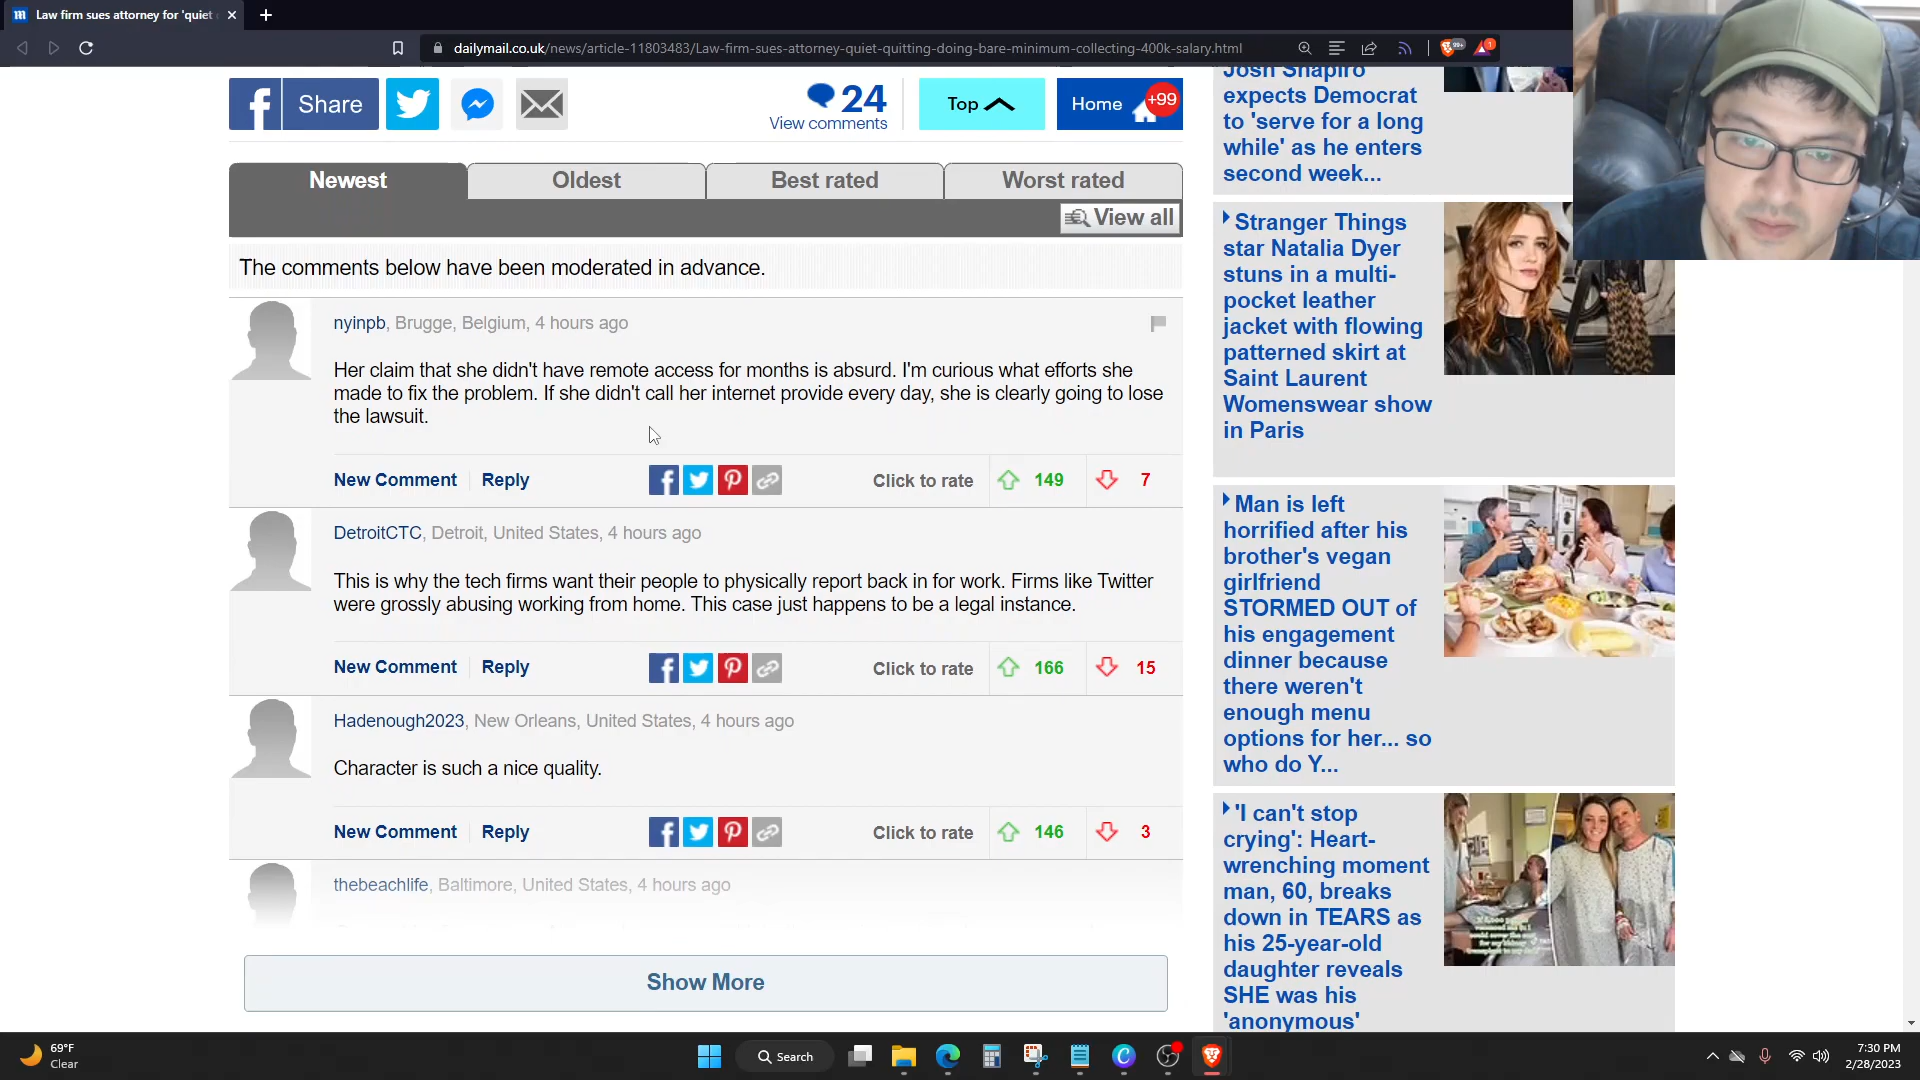 Law firm sues attorney for 'quiet
dailymail.co.uk/news/article-11803483/Law-firm-sues-attorney-quiet-quitting-doing-bare-minimum-collecting-400k-salary.html
99+
1
Share
24
View comments
Top
Home
+99
Newest
Oldest
Best rated
Worst rated
View all
The comments below have been moderated in advance.
nyinpb, Brugge, Belgium, 4 hours ago
Her claim that she didn't have remote access for months is absurd. I'm curious what efforts she
made to fix the problem. If she didn't call her internet provide every day, she is clearly going to lose
the lawsuit.
New Comment
Reply
Click to rate
149
7
DetroitCTC, Detroit, United States, 4 hours ago
This is why the tech firms want their people to physically report back in for work. Firms like Twitter
were grossly abusing working from home. This case just happens to be a legal instance.
New Comment
Reply
Click to rate
166
15
Hadenough2023, New Orleans, United States, 4 hours ago
Character is such a nice quality.
New Comment
Reply
Click to rate
146
3
thebeachlife, Baltimore, United States, 4 hours ago
Show More
Josh Shapiro
expects Democrat
to 'serve for a long
while' as he enters
second week...
Stranger Things
star Natalia Dyer
stuns in a multi-
pocket leather
jacket with flowing
patterned skirt at
Saint Laurent
Womenswear show
in Paris
Man is left
horrified after his
brother's vegan
girlfriend
STORMED OUT of
his engagement
dinner because
there weren't
enough menu
options for her... so
who do Y...
'I can't stop
crying': Heart-
wrenching moment
man, 60, breaks
down in TEARS as
his 25-year-old
daughter reveals
SHE was his
'anonymous'
69°F
Clear
Search
7:30 PM
2/28/2023